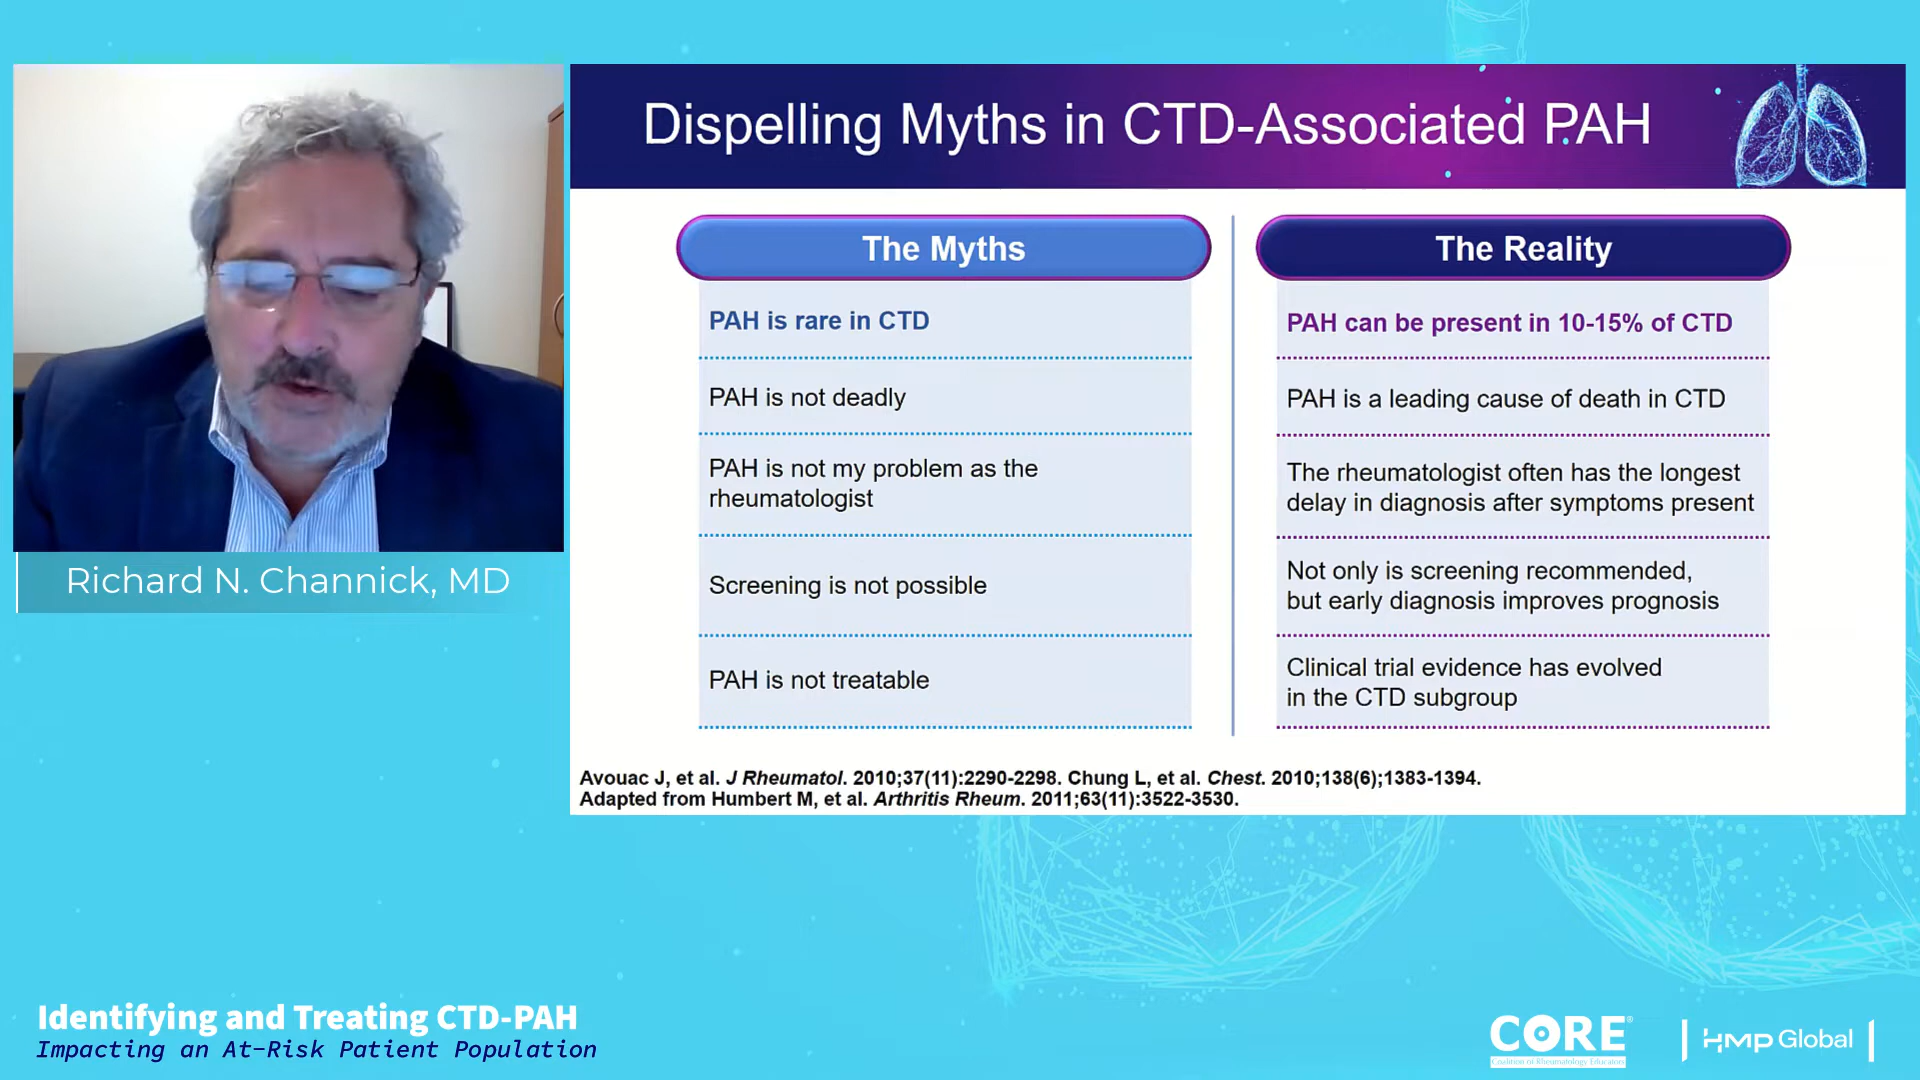 Dispelling Myths in CTD-Associated PAH
The Myths
PAH is rare in CTD
PAH is not deadly
PAH is not my problem as the
rheumatologist
Screening is not possible
PAH is not treatable
The Reality
PAH can be present in 10-15% of CTD
PAH is a leading cause of death in CTD
The rheumatologist often has the longest
delay in diagnosis after symptoms present
Not only is screening recommended,
but early diagnosis improves prognosis
Clinical trial evidence has evolved
in the CTD subgroup
Avouac J, et al. J Rheumatol. 2010;37(11):2290-2298. Chung L, et al. Chest. 2010;138(6);1383-1394.
Adapted from Humbert M, et al. Arthritis Rheum. 2011;63(11):3522-3530.
Richard N. Channick, MD
Identifying and Treating CTD-PAH
Impacting an At-Risk Patient Population
CORE®
Coalition of Rheumatology Educators
HMP Global